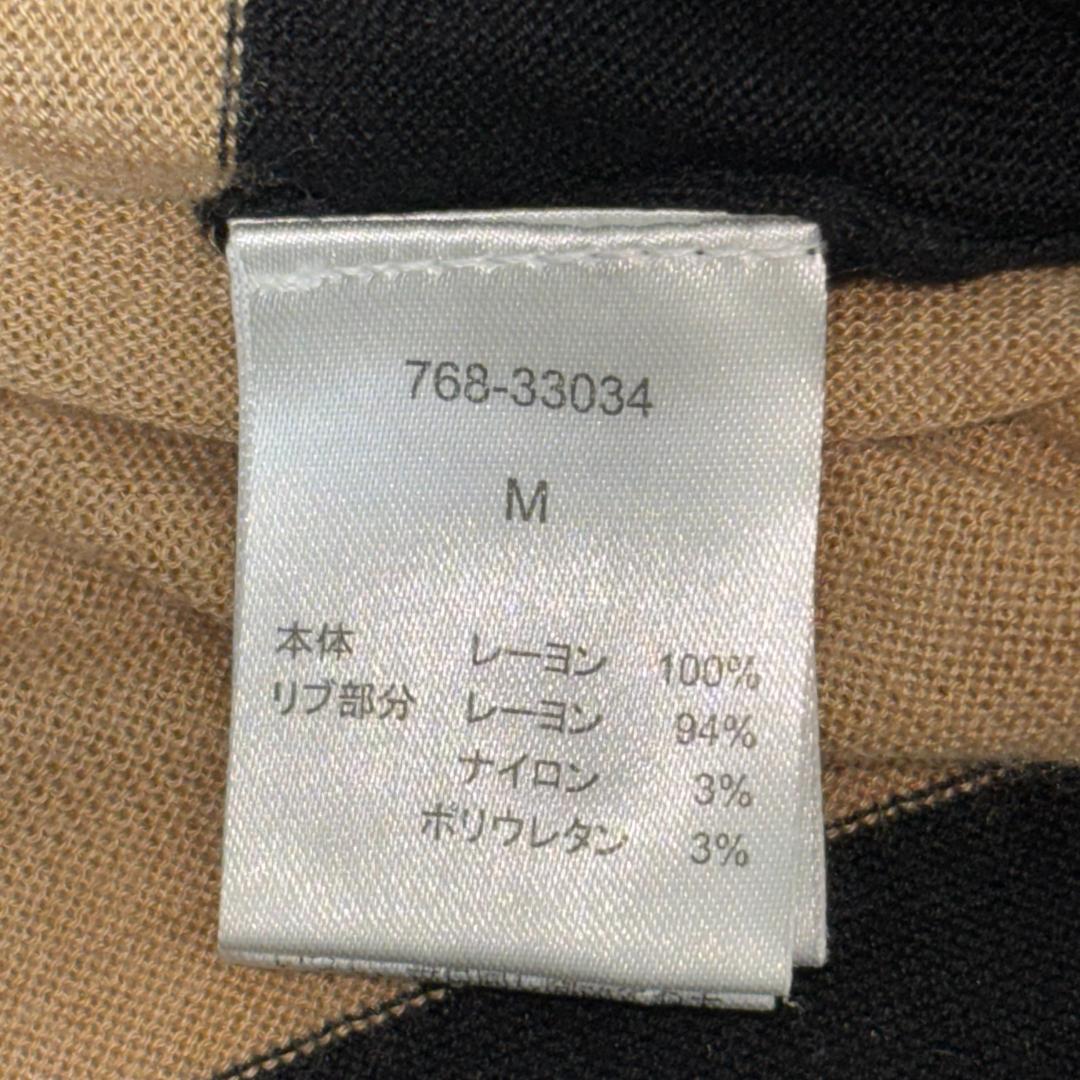 768-33034
M
本体 レーヨン 100%
リブ部分 レーヨン 94%
ナイロン 3%
ポリウレタン 3%